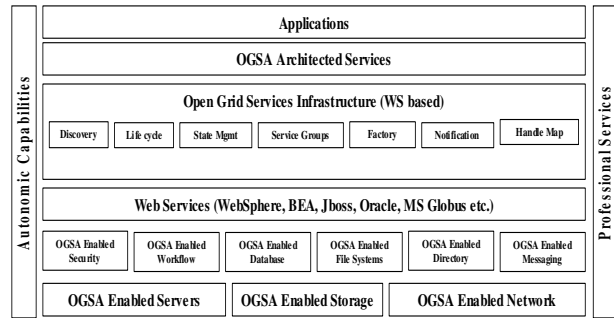 Autonomic Capabilities
Applications
OGSA Architected Services
Open Grid Services Infrastructure (WS based)
Discovery
Life cycle
State Mgmt
Service Groups
Factory
Notification
Handle Map
Web Services (WebSphere, BEA, Jboss, Oracle, MS Globus etc.)
OGSA Enabled
Security
OGSA Enabled
Workflow
OGSA Enabled
Database
OGSA Enabled
File Systems
OGSA Enabled
Directory
OGSA Enabled
Messaging
OGSA Enabled Servers
OGSA Enabled Storage
OGSA Enabled Network
Professional Services